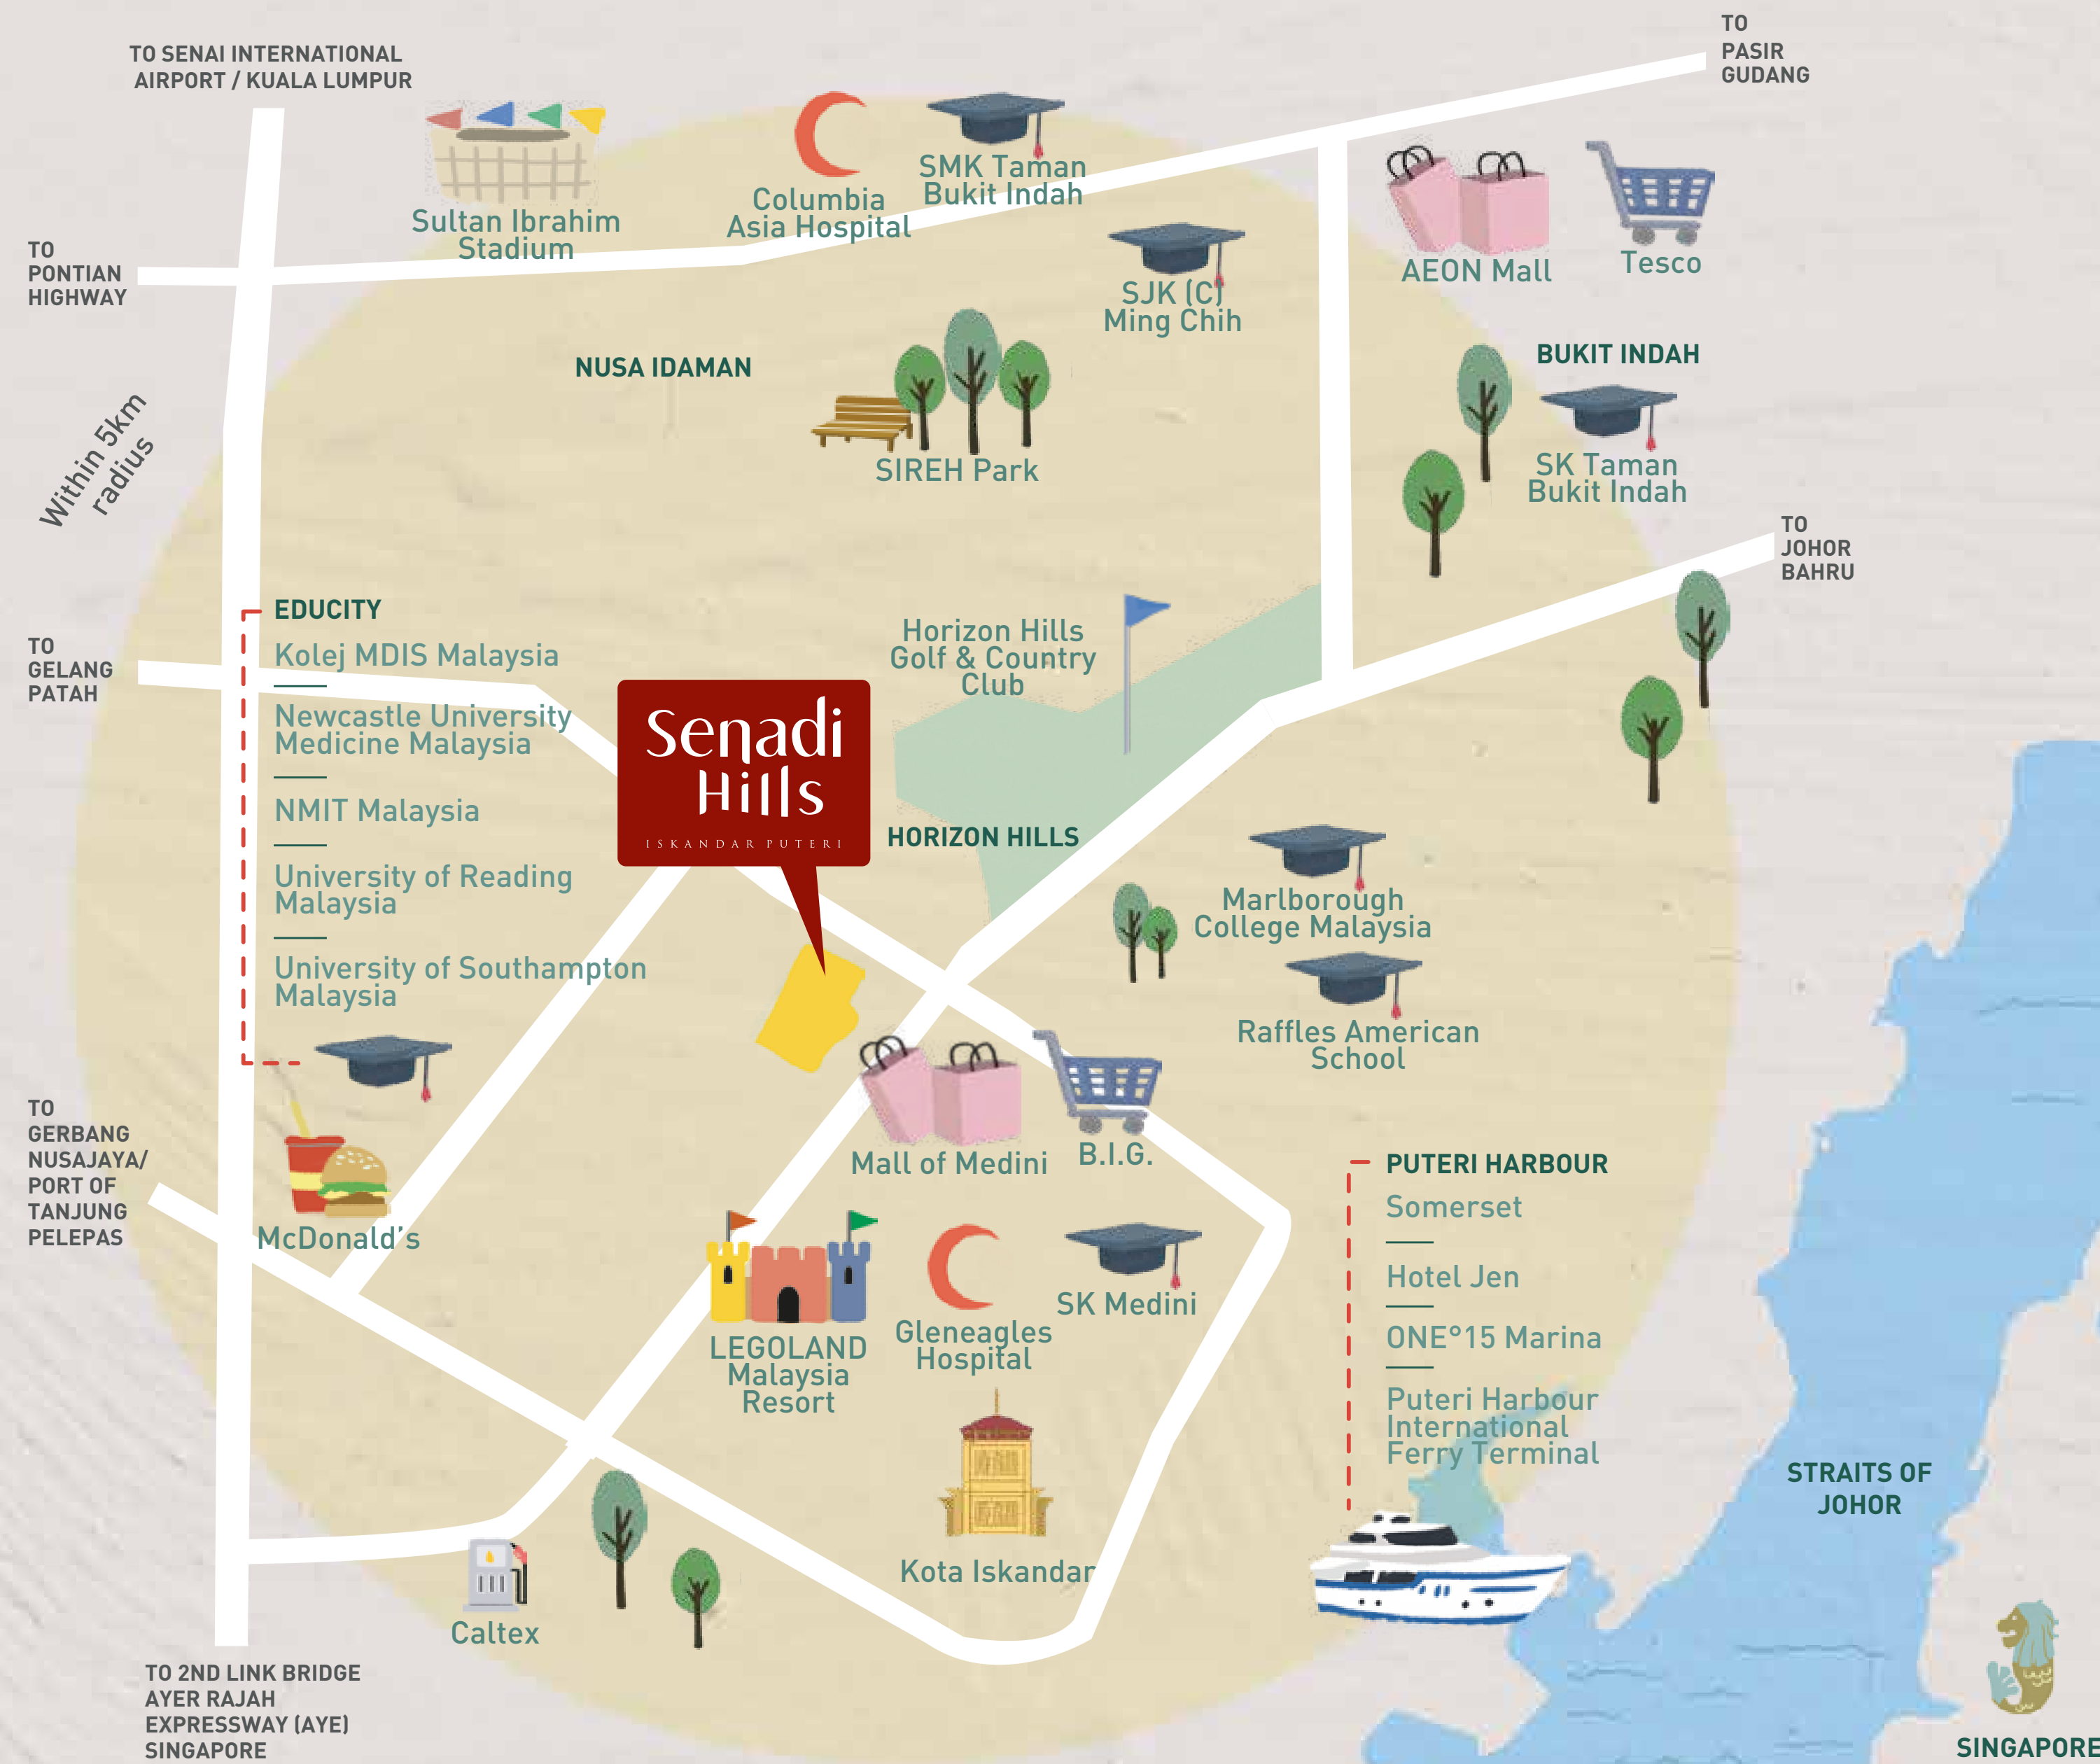 TO SENAI INTERNATIONAL
AIRPORT / KUALA LUMPUR
TO
PASIR
GUDANG
Sultan Ibrahim
Stadium
Columbia
Asia Hospital
SMK Taman
Bukit Indah
SJK (C)
Ming Chih
AEON Mall
Tesco
TO
PONTIAN
HIGHWAY
NUSA IDAMAN
SIREH Park
BUKIT INDAH
SK Taman
Bukit Indah
Within 5km
radius
TO
JOHOR
BAHRU
EDUCITY
Kolej MDIS Malaysia
Newcastle University
Medicine Malaysia
NMIT Malaysia
University of Reading
Malaysia
University of Southampton
Malaysia
TO
GELANG
PATAH
Horizon Hills
Golf & Country
Club
Senadi
Hills
ISKANDAR PUTERI
HORIZON HILLS
Marlborough
College Malaysia
Raffles American
School
TO
GERBANG
NUSAJAYA/
PORT OF
TANJUNG
PELEPAS
McDonald's
Mall of Medini
B.I.G.
PUTERI HARBOUR
Somerset
Hotel Jen
ONE°15 Marina
Puteri Harbour
International
Ferry Terminal
LEGOLAND
Malaysia
Resort
Gleneagles
Hospital
SK Medini
Kota Iskandar
Caltex
STRAITS OF
JOHOR
TO 2ND LINK BRIDGE
AYER RAJAH
EXPRESSWAY (AYE)
SINGAPORE
SINGAPORE